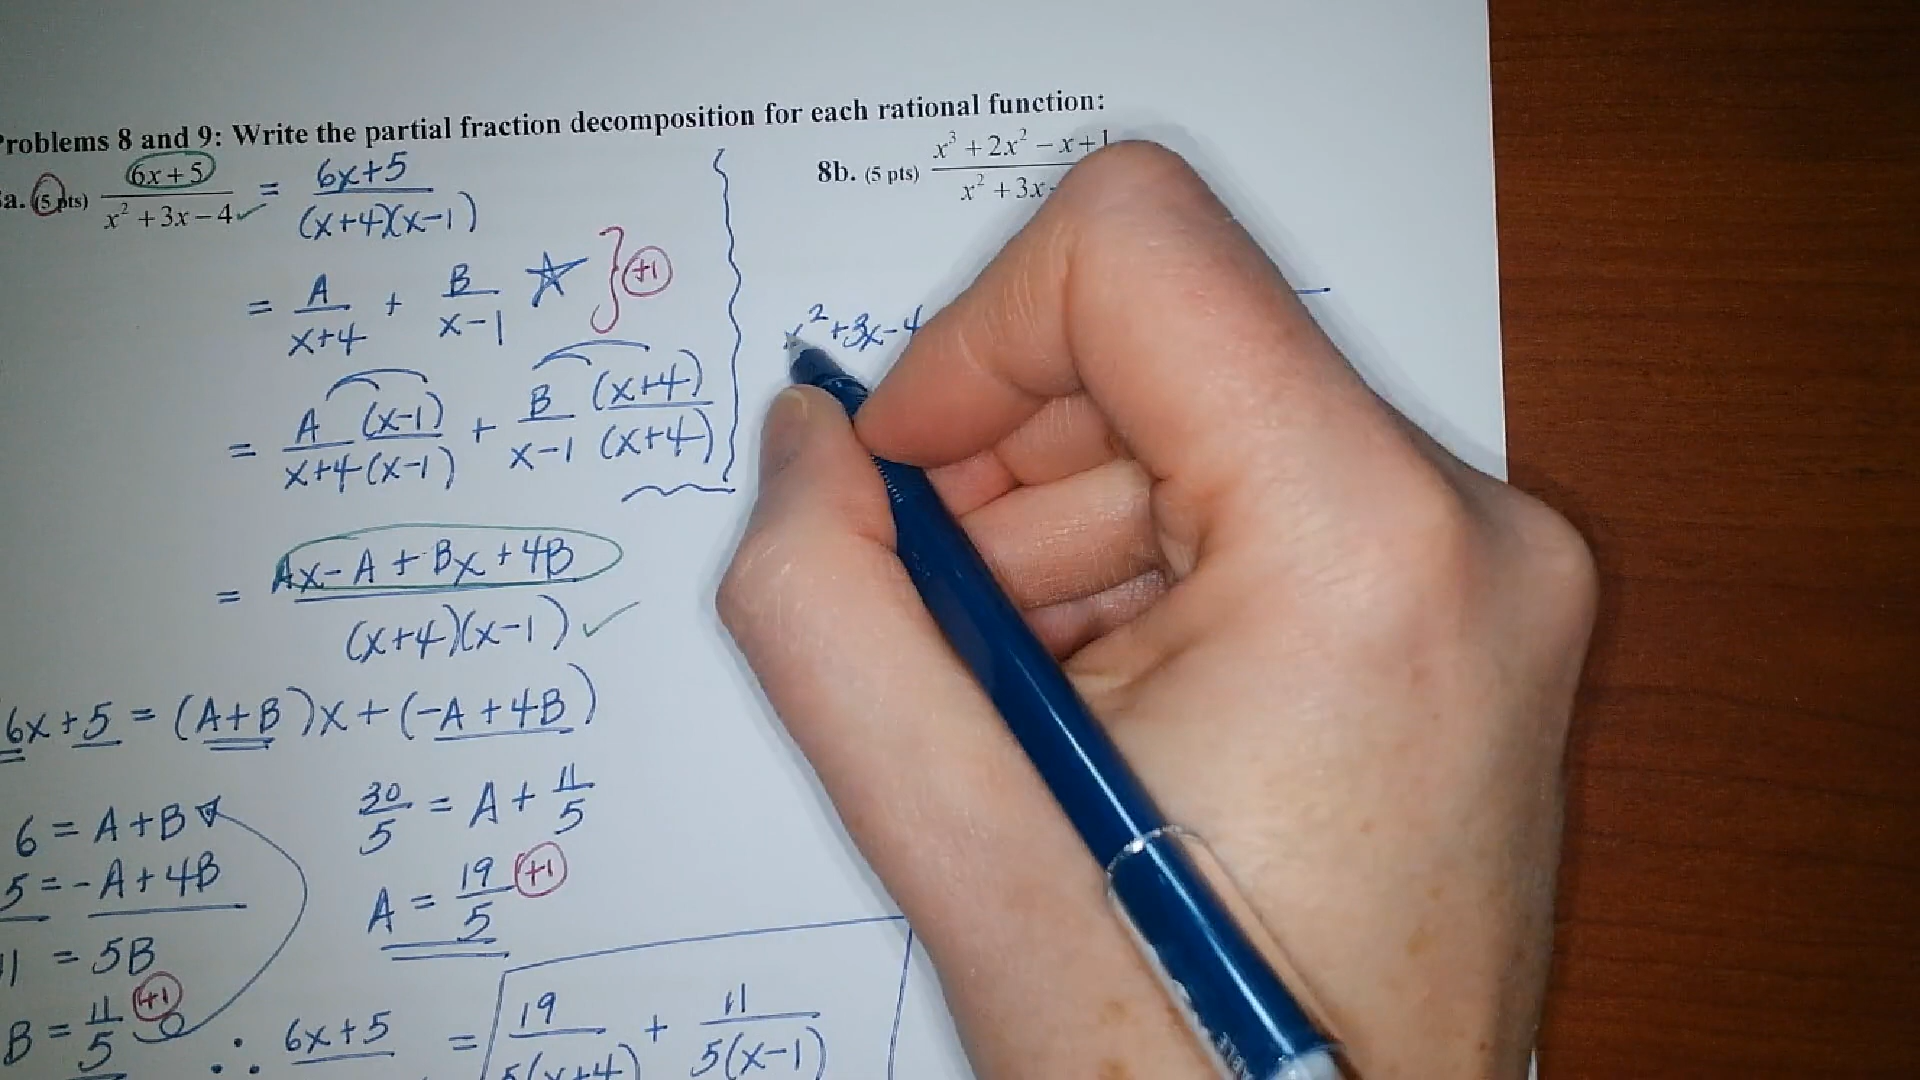 Problems 8 and 9: Write the partial fraction decomposition for each rational function:
8a. (5 pts) (6x + 5)/(x² + 3x − 4) = (6x+5)/((x+4)(x−1))
= A/(x+4) + B/(x−1) +1
= A(x−1)/(x+4(x−1)) + B(x+4)/(x−1(x+4))
= (Ax−A+Bx+4B)/((x+4)(x−1))
6x+5 = (A+B)x+(−A+4B)
6 = A+B
5 = −A+4B
11 = 5B
B = 11/5 +1
30/5 = A + 11/5
A = 19/5 +1
∴ 6x+5 = 19/(5(x+4)) + 11/(5(x−1))
8b. (5 pts) (x³ + 2x² − x + 1)/(x² + 3x −
x²+3x−4